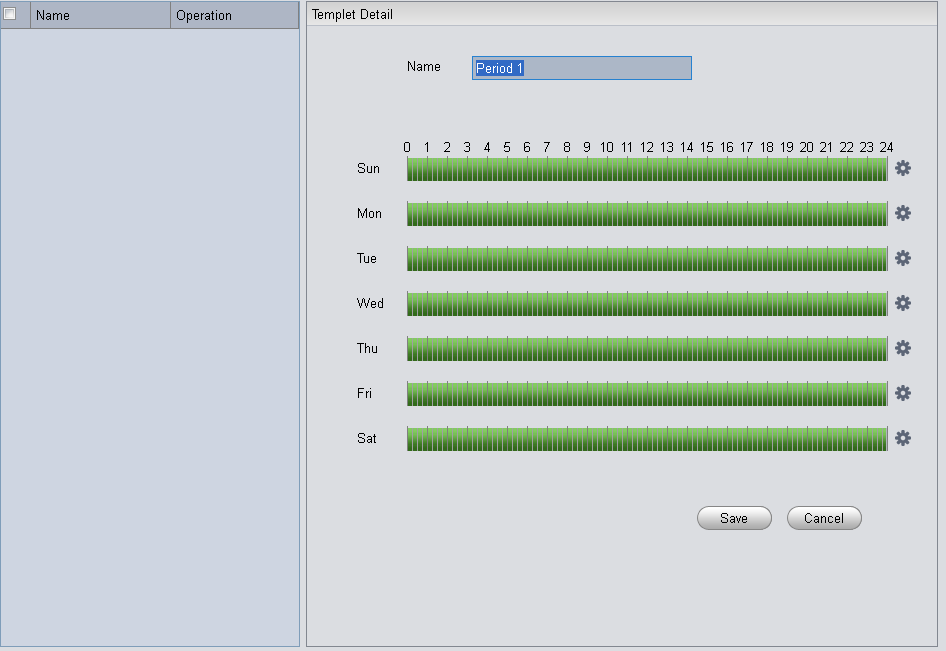 Name Operation
Templet Detail
Name Period 1
0 1 2 3 4 5 6 7 8 9 10 11 12 13 14 15 16 17 18 19 20 21 22 23 24
Sun
Mon
Tue
Wed
Thu
Fri
Sat
Save Cancel